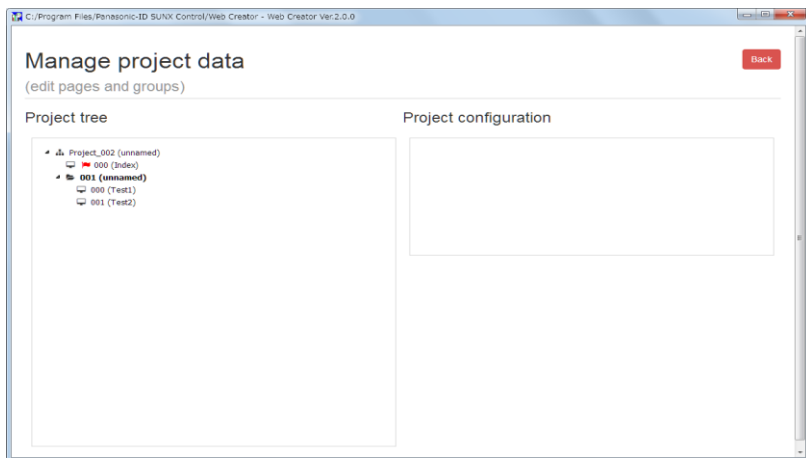 C:/Program Files/Panasonic-ID SUNX Control/Web Creator - Web Creator Ver.2.0.0
Manage project data
Back
(edit pages and groups)
Project tree
Project configuration
Project_002 (unnamed)
000 (Index)
001 (unnamed)
000 (Test1)
001 (Test2)